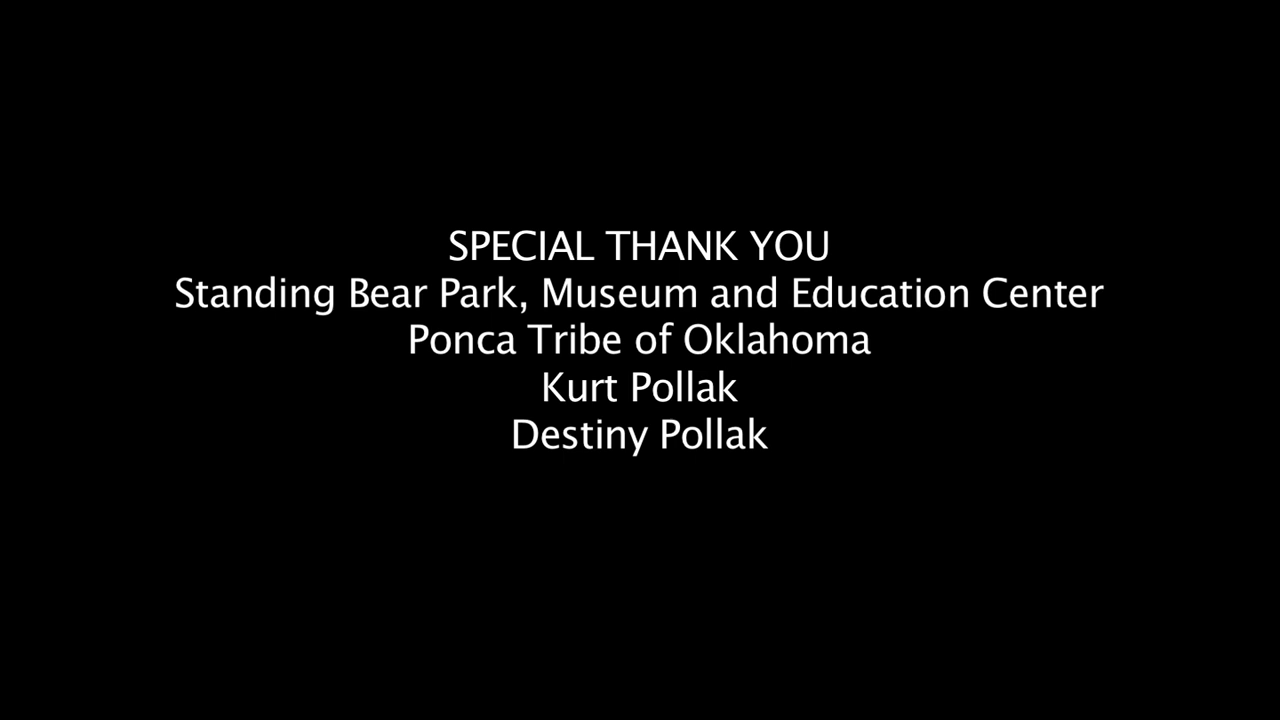 SPECIAL THANK YOU
Standing Bear Park, Museum and Education Center
Ponca Tribe of Oklahoma
Kurt Pollak
Destiny Pollak